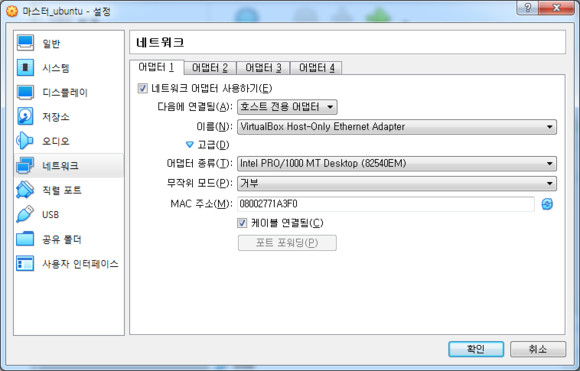 마스터_ubuntu - 설정
일반
시스템
디스플레이
저장소
오디오
네트워크
직렬 포트
USB
공유 폴더
사용자 인터페이스
네트워크
어댑터 1 어댑터 2 어댑터 3 어댑터 4
네트워크 어댑터 사용하기(E)
다음에 연결됨(A): 호스트 전용 어댑터
이름(N): VirtualBox Host-Only Ethernet Adapter
고급(D)
어댑터 종류(T): Intel PRO/1000 MT Desktop (82540EM)
무작위 모드(P): 거부
MAC 주소(M): 08002771A3F0
케이블 연결됨(C)
포트 포워딩(P)
확인 취소